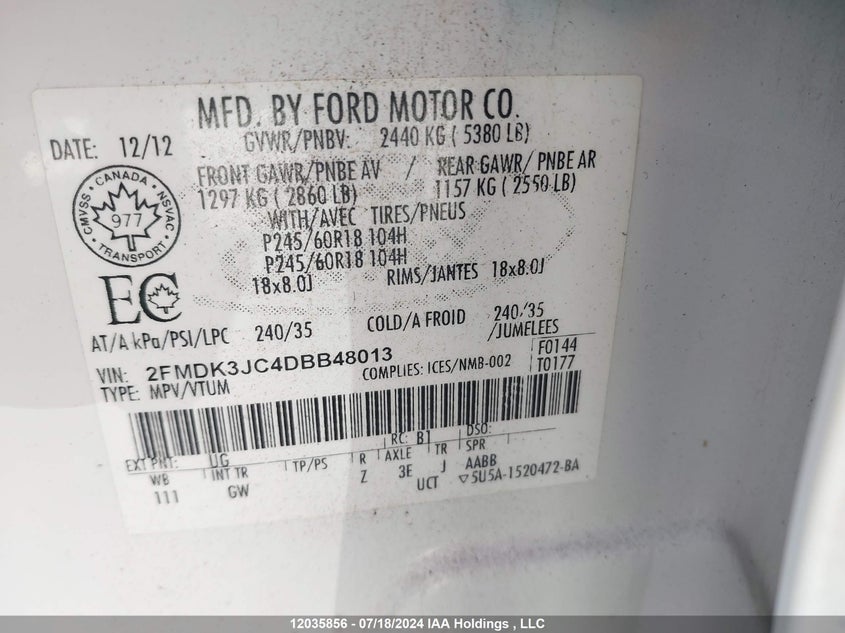 MFD. BY FORD MOTOR CO.
DATE: 12/12 GVWR/PNBV: 2440 KG ( 5380 LB)
FRONT GAWR/PNBE AV / REAR GAWR/ PNBE AR
1297 KG ( 2860 LB) 1157 KG ( 2550 LB)
WITH/AVEC TIRES/PNEUS
P245/60R18 104H
P245/60R18 104H
18x8.0J RIMS/JANTES 18x8.0J
CANADA
CMVSS NSVAC
977
TRANSPORT
EC
AT/A kPa/PSI/LPC 240/35 COLD/A FROID 240/35
/JUMELEES
VIN: 2FMDK3JC4DBB48013 F0144
TYPE: MPV/VTUM COMPLIES: ICES/NMB-002 T0177
EXT PNT: UG RC: B1 DSO:
WB INT TR TP/PS R AXLE TR SPR
111 GW Z 3E J AABB
UCT ▽5U5A-1520472-BA
12035856 - 07/18/2024 IAA Holdings , LLC